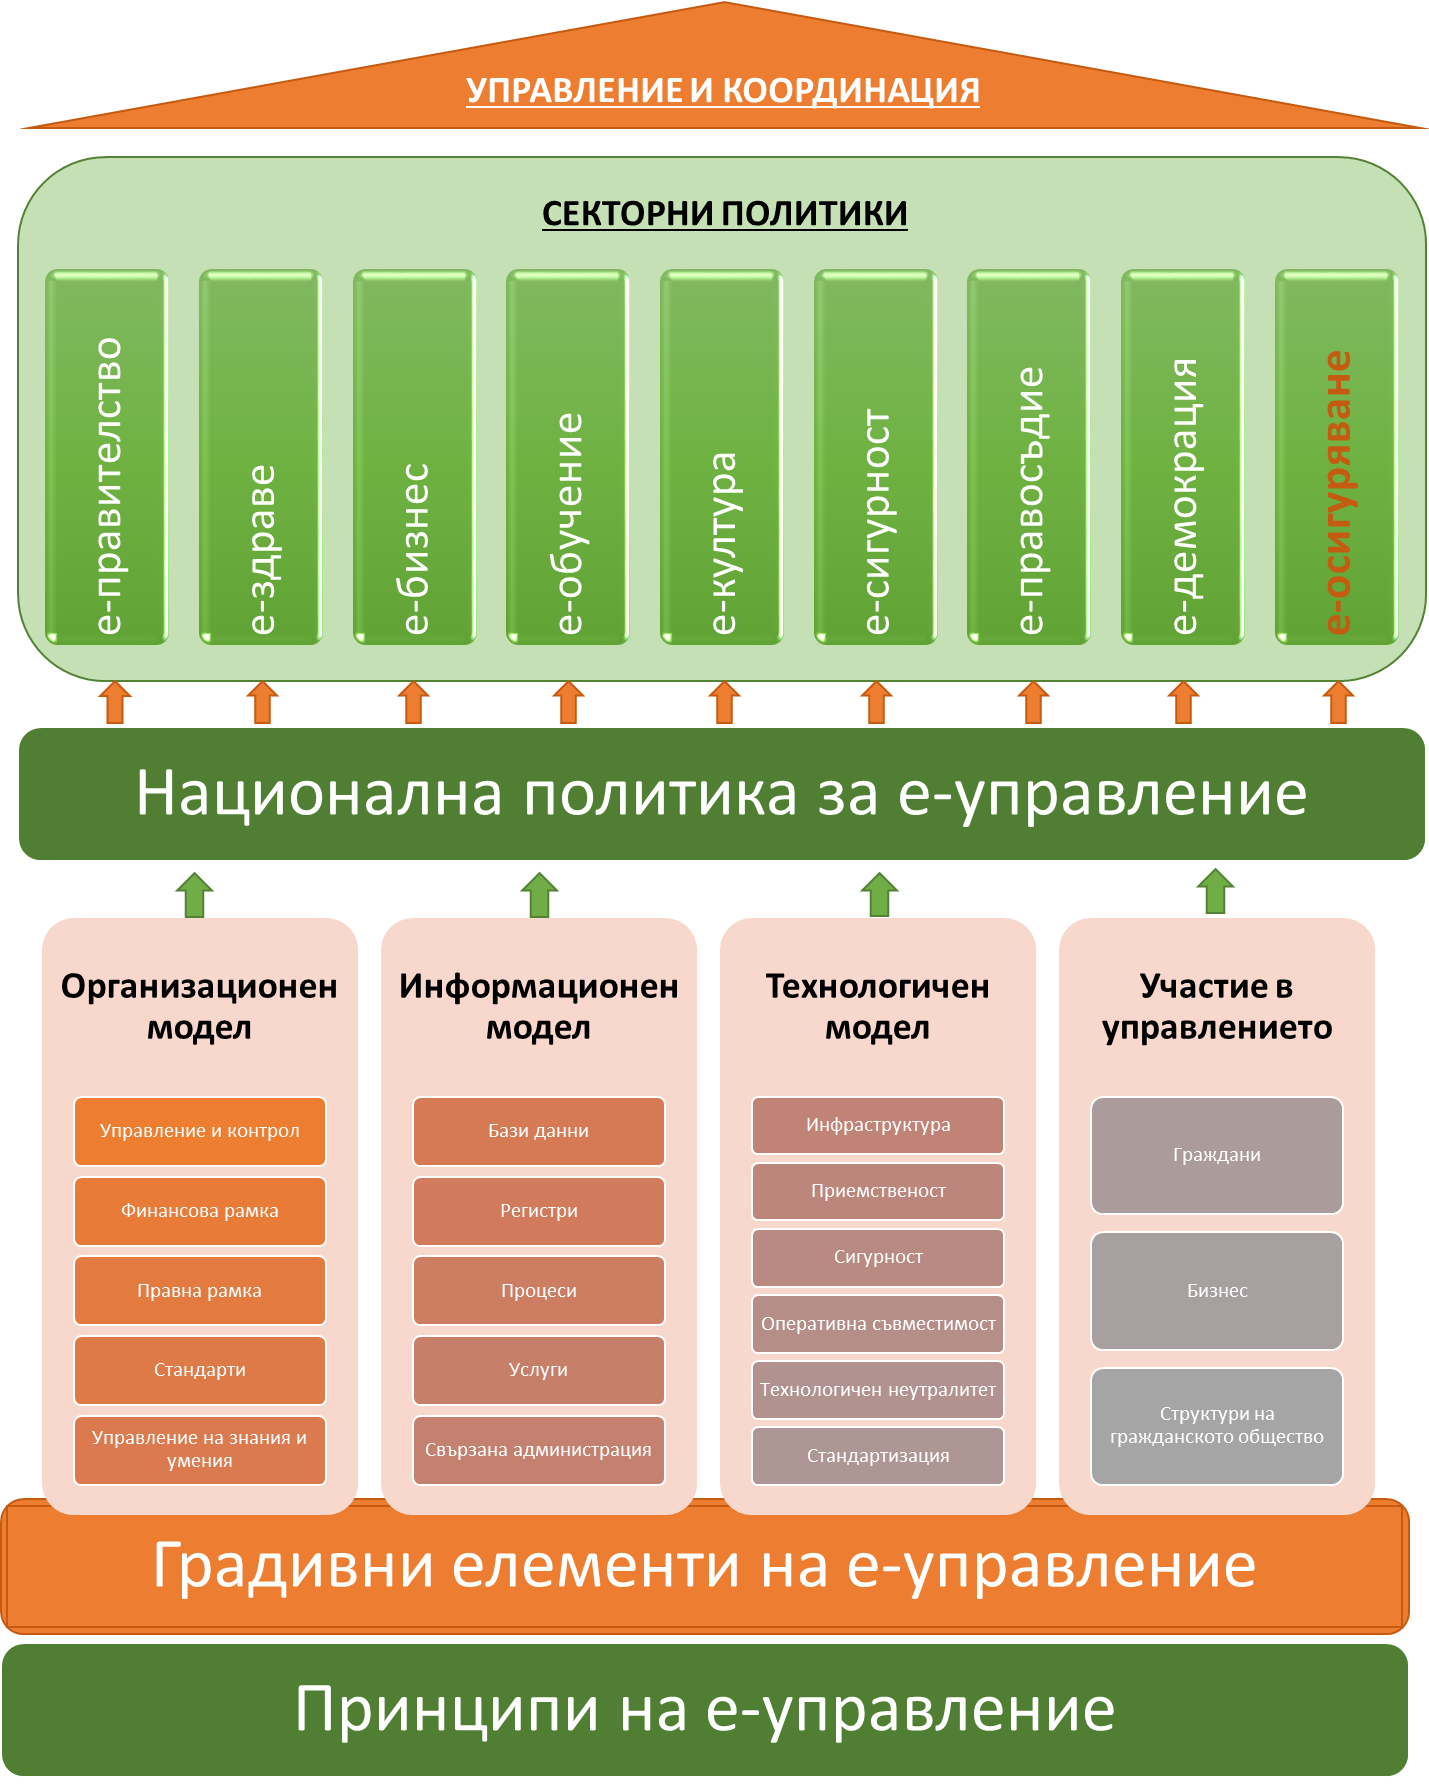 УПРАВЛЕНИЕ И КООРДИНАЦИЯ
СЕКТОРНИ ПОЛИТИКИ
е-правителство
е-здраве
е-бизнес
е-обучение
е-култура
е-сигурност
е-правосъдие
е-демокрация
е-осигуряване
Национална политика за е-управление
Организационен
модел
Управление и контрол
Финансова рамка
Правна рамка
Стандарти
Управление на знания и
умения
Информационен
модел
Бази данни
Регистри
Процеси
Услуги
Свързана администрация
Технологичен
модел
Инфраструктура
Приемственост
Сигурност
Оперативна съвместимост
Технологичен неутралитет
Стандартизация
Участие в
управлението
Граждани
Бизнес
Структури на
гражданското общество
Градивни елементи на е-управление
Принципи на е-управление